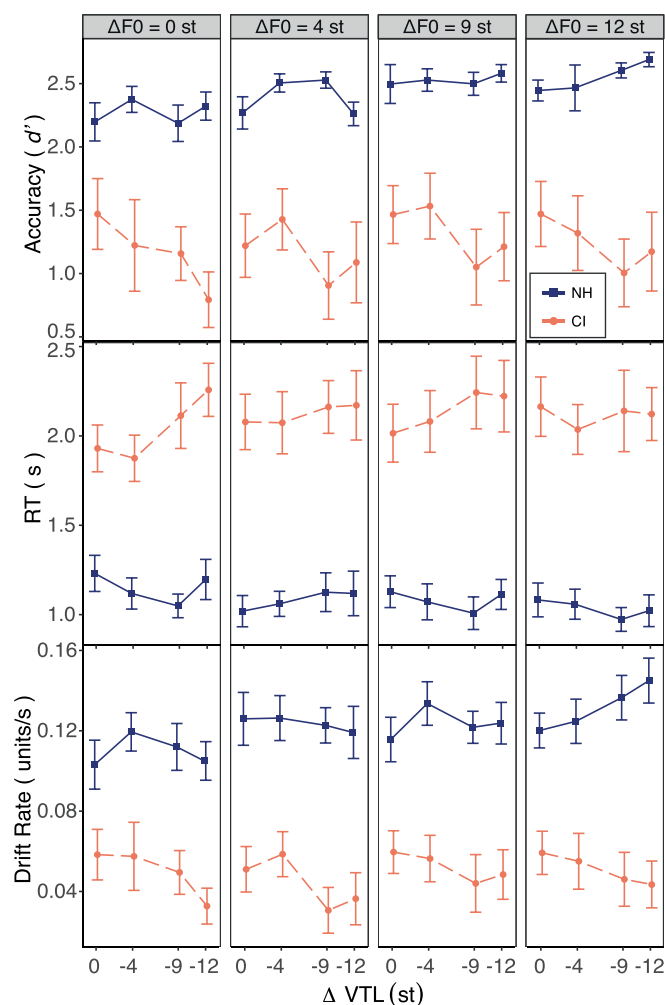 ΔF0 = 0 st ΔF0 = 4 st ΔF0 = 9 st ΔF0 = 12 st
Accuracy ( d' )
2.5
2.0
1.5
1.0
0.5
NH
CI
RT ( s )
2.5
2.0
1.5
1.0
Drift Rate ( units/s )
0.16
0.12
0.08
0.04
0 -4 -9 -12 0 -4 -9 -12 0 -4 -9 -12 0 -4 -9 -12
Δ VTL (st)